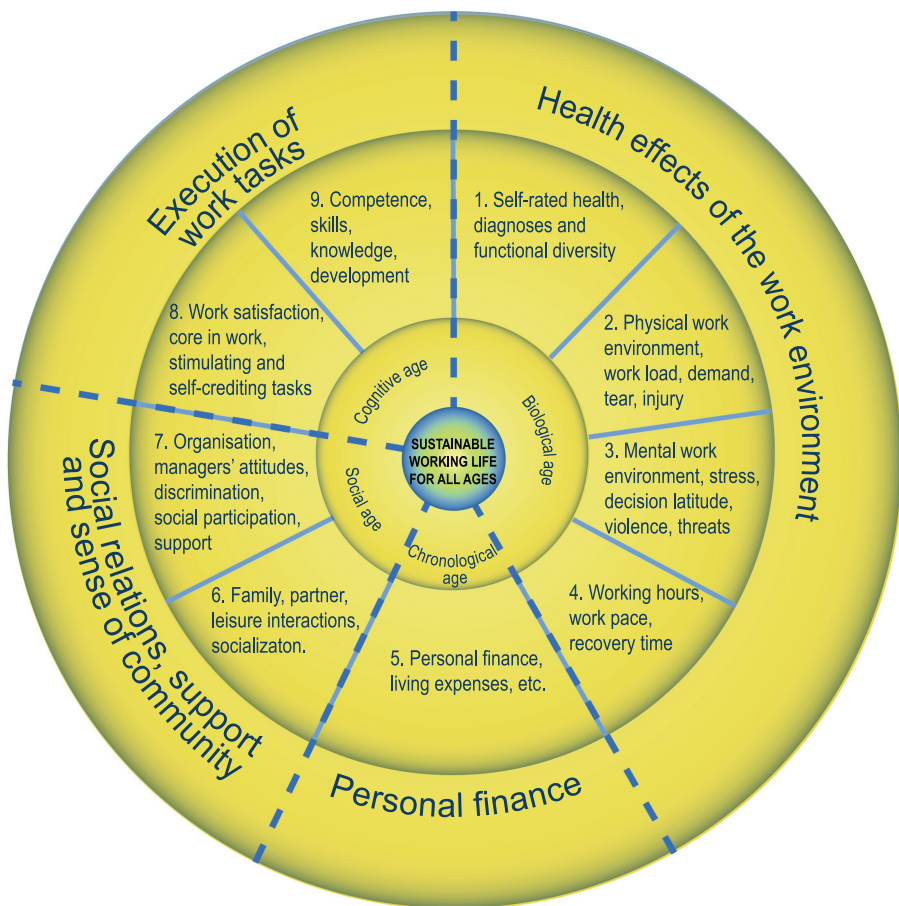 Execution of
work tasks
Health effects of the work environment
9. Competence,
skills,
knowledge,
development
1. Self-rated health,
diagnoses and
functional diversity
8. Work satisfaction,
core in work,
stimulating and
self-crediting tasks
2. Physical work
environment,
work load, demand,
tear, injury
Cognitive age
Biological age
SUSTAINABLE
WORKING LIFE
FOR ALL AGES
Social age
Chronological
age
7. Organisation,
managers’ attitudes,
discrimination,
social participation,
support
3. Mental work
environment, stress,
decision latitude,
violence, threats
6. Family, partner,
leisure interactions,
socializaton.
4. Working hours,
work pace,
recovery time
5. Personal finance,
living expenses, etc.
Social relations, support
and sense of community
Personal finance